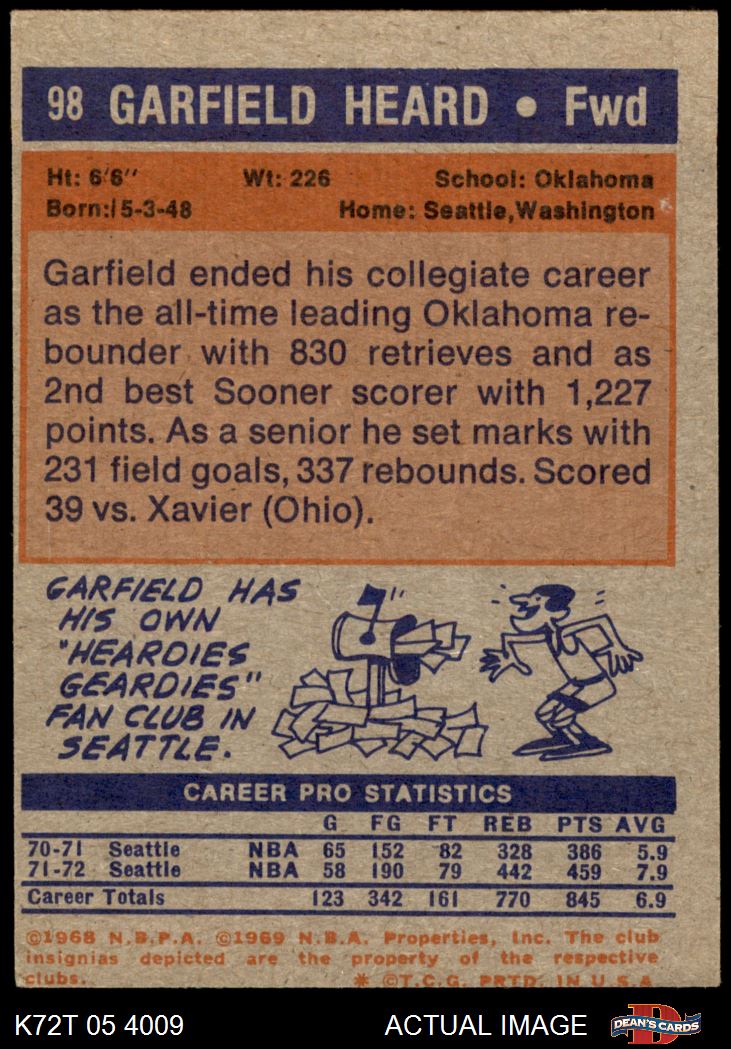 98 GARFIELD HEARD • Fwd
Ht: 6'6" Wt: 226 School: Oklahoma
Born: 5-3-48 Home: Seattle, Washington
Garfield ended his collegiate career
as the all-time leading Oklahoma re-
bounder with 830 retrieves and as
2nd best Sooner scorer with 1,227
points. As a senior he set marks with
231 field goals, 337 rebounds. Scored
39 vs. Xavier (Ohio).
GARFIELD HAS
HIS OWN
"HEARDIES
GEARDIES"
FAN CLUB IN
SEATTLE.
CAREER PRO STATISTICS
G FG FT REB PTS AVG
70-71 Seattle NBA 65 152 82 328 386 5.9
71-72 Seattle NBA 58 190 79 442 459 7.9
Career Totals 123 342 161 770 845 6.9
©1968 N.B.P.A. ©1969 N.B.A. Properties, Inc. The club
insignias depicted are the property of the respective
clubs. * ©T.C.G. PRTD. IN U.S.A.
K72T 05 4009 ACTUAL IMAGE D DEAN'S CARDS